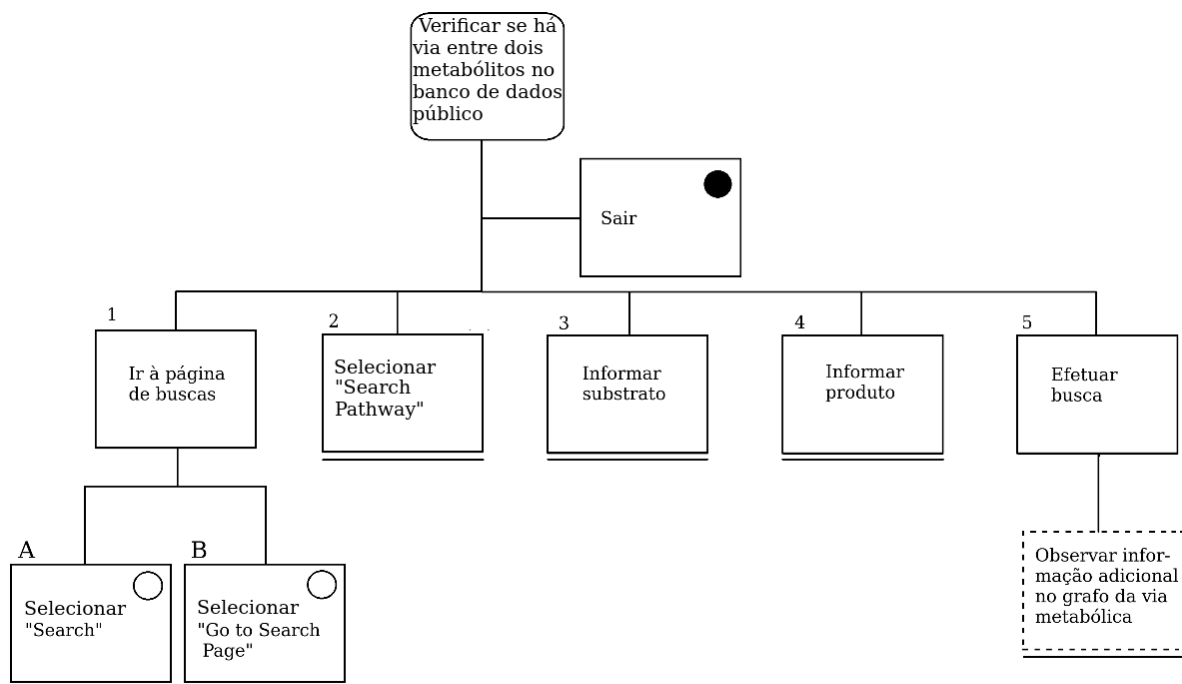 Verificar se há
via entre dois
metabólitos no
banco de dados
público
Sair
1
Ir à página
de buscas
2
Selecionar
"Search
Pathway"
3
Informar
substrato
4
Informar
produto
5
Efetuar
busca
A
Selecionar
"Search"
B
Selecionar
"Go to Search
Page"
Observar infor-
mação adicional
no grafo da via
metabólica